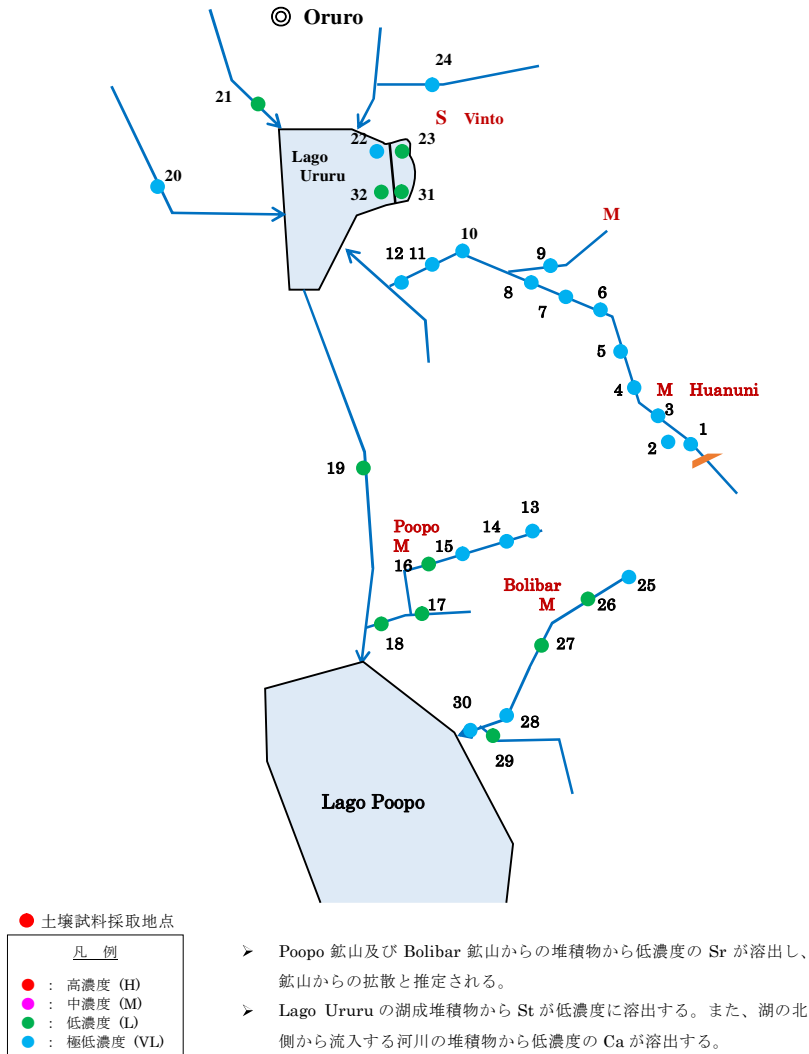 ◎ Oruro
24
21
S Vinto
22
23
Lago
Ururu
20
32
31
M
10
12
11
9
8
7
6
5
4
M Huanuni
3
2
1
19
13
Poopo
M
14
15
16
Bolibar
M
25
26
17
18
27
30
28
29
Lago Poopo
● 土壌試料採取地点
凡 例
● : 高濃度 (H)
● : 中濃度 (M)
● : 低濃度 (L)
● : 極低濃度 (VL)
➢ Poopo 鉱山及び Bolibar 鉱山からの堆積物から低濃度の Sr が溶出し、
鉱山からの拡散と推定される。
➢ Lago Ururu の湖成堆積物から St が低濃度に溶出する。また、湖の北
側から流入する河川の堆積物から低濃度の Ca が溶出する。